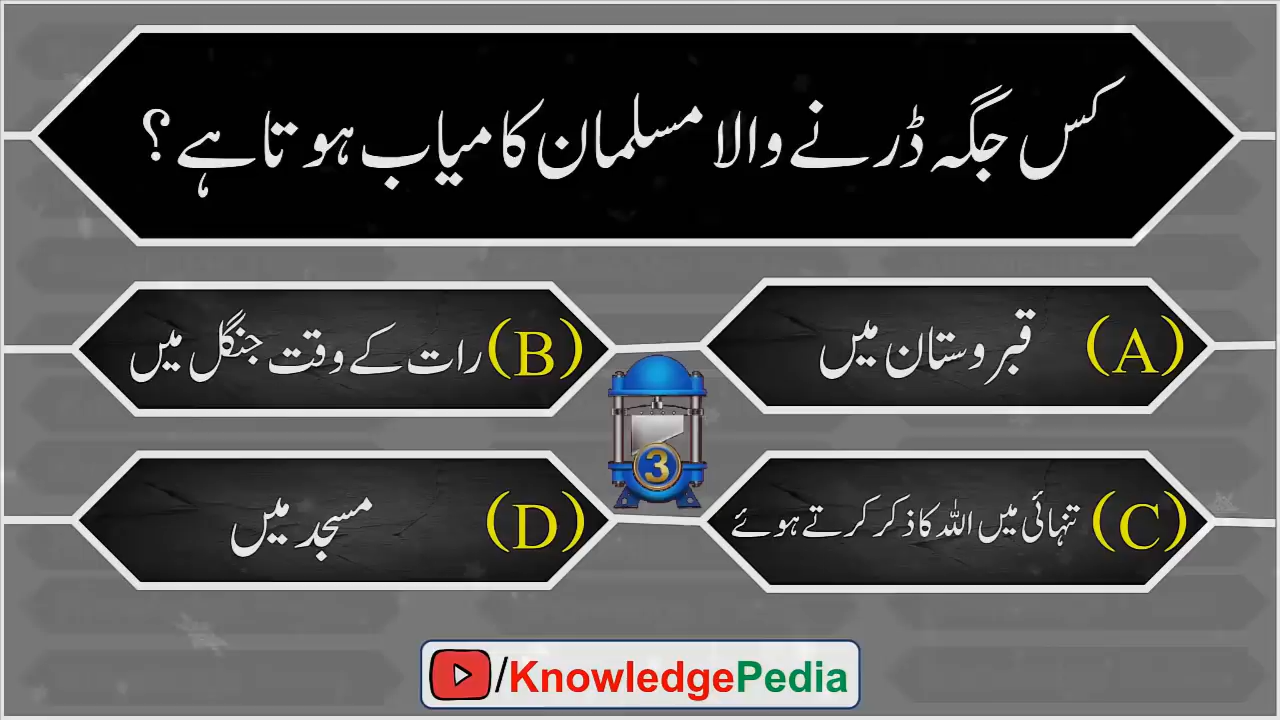 کس جگہ ڈرنے والا مسلمان کامیاب ہوتا ہے؟
(A) قبروستان میں
(B) رات کے وقت جنگل میں
(C) تنہائی میں اللہ کا ذکر کرتے ہوئے
(D) مسجد میں
3
/KnowledgePedia